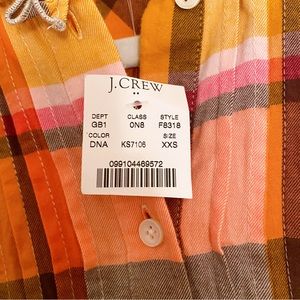 J.CREW
DEPT CLASS STYLE
GB1 0N8 F8318
COLOR SIZE
DNA KS7106 XXS
099104469572